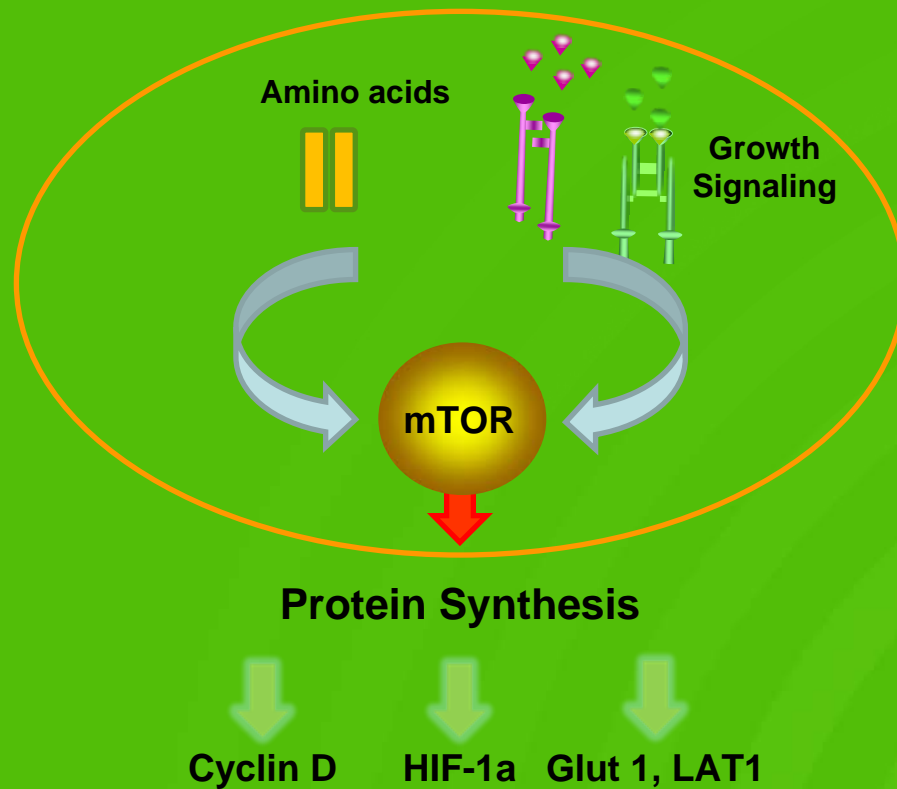 Amino acids
Growth
Signaling
mTOR
Protein Synthesis
Cyclin D HIF-1a Glut 1, LAT1